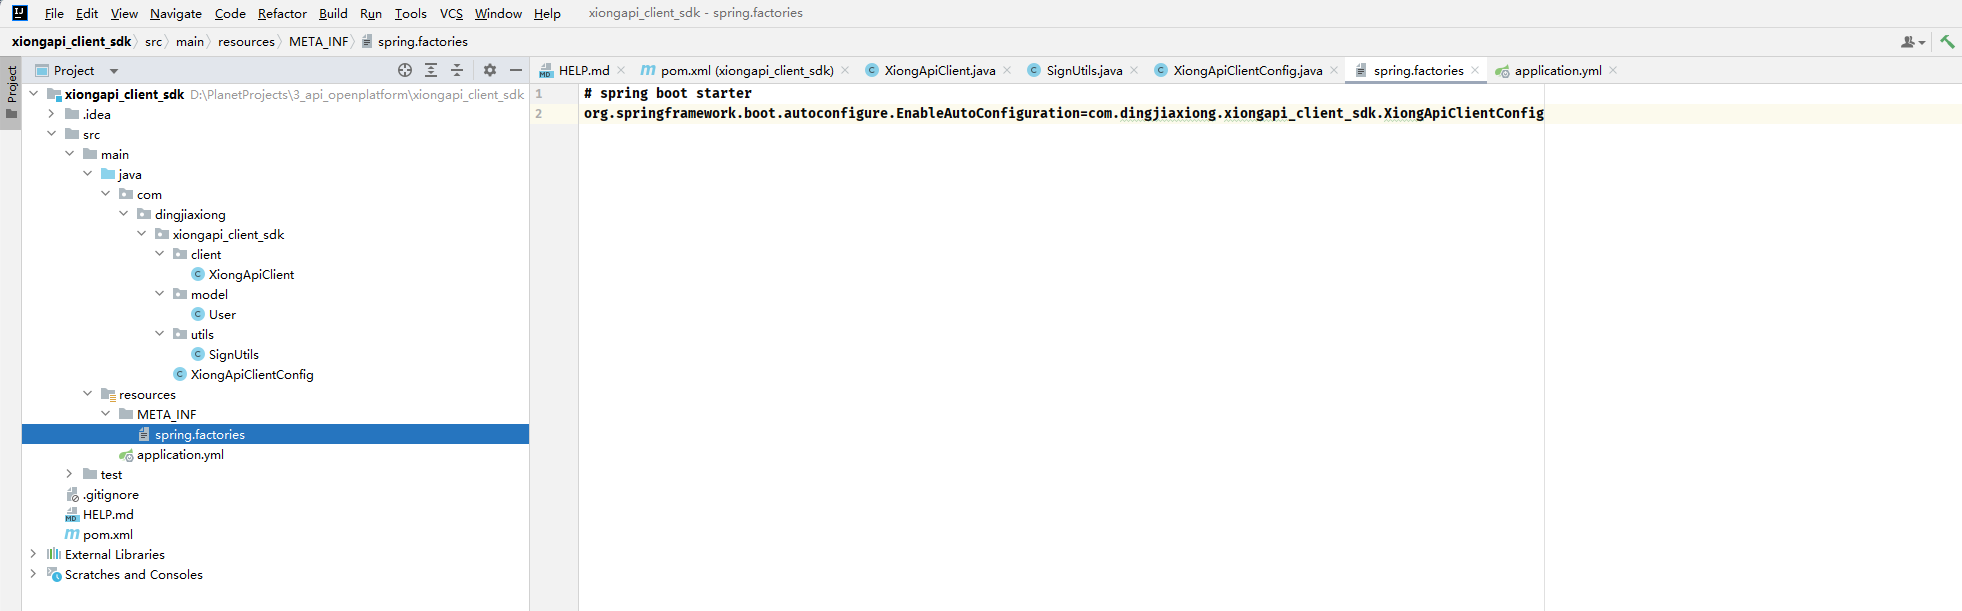 File Edit View Navigate Code Refactor Build Run Tools VCS Window Help xiongapi_client_sdk - spring.factories
xiongapi_client_sdk src main resources META_INF spring.factories
Project
Project
HELP.md pom.xml (xiongapi_client_sdk) XiongApiClient.java SignUtils.java XiongApiClientConfig.java spring.factories application.yml
xiongapi_client_sdk D:\PlanetProjects\3_api_openplatform\xiongapi_client_sdk
.idea
src
main
java
com
dingjiaxiong
xiongapi_client_sdk
client
XiongApiClient
model
User
utils
SignUtils
XiongApiClientConfig
resources
META_INF
spring.factories
application.yml
test
.gitignore
HELP.md
pom.xml
External Libraries
Scratches and Consoles
1 # spring boot starter
2 org.springframework.boot.autoconfigure.EnableAutoConfiguration=com.dingjiaxiong.xiongapi_client_sdk.XiongApiClientConfig